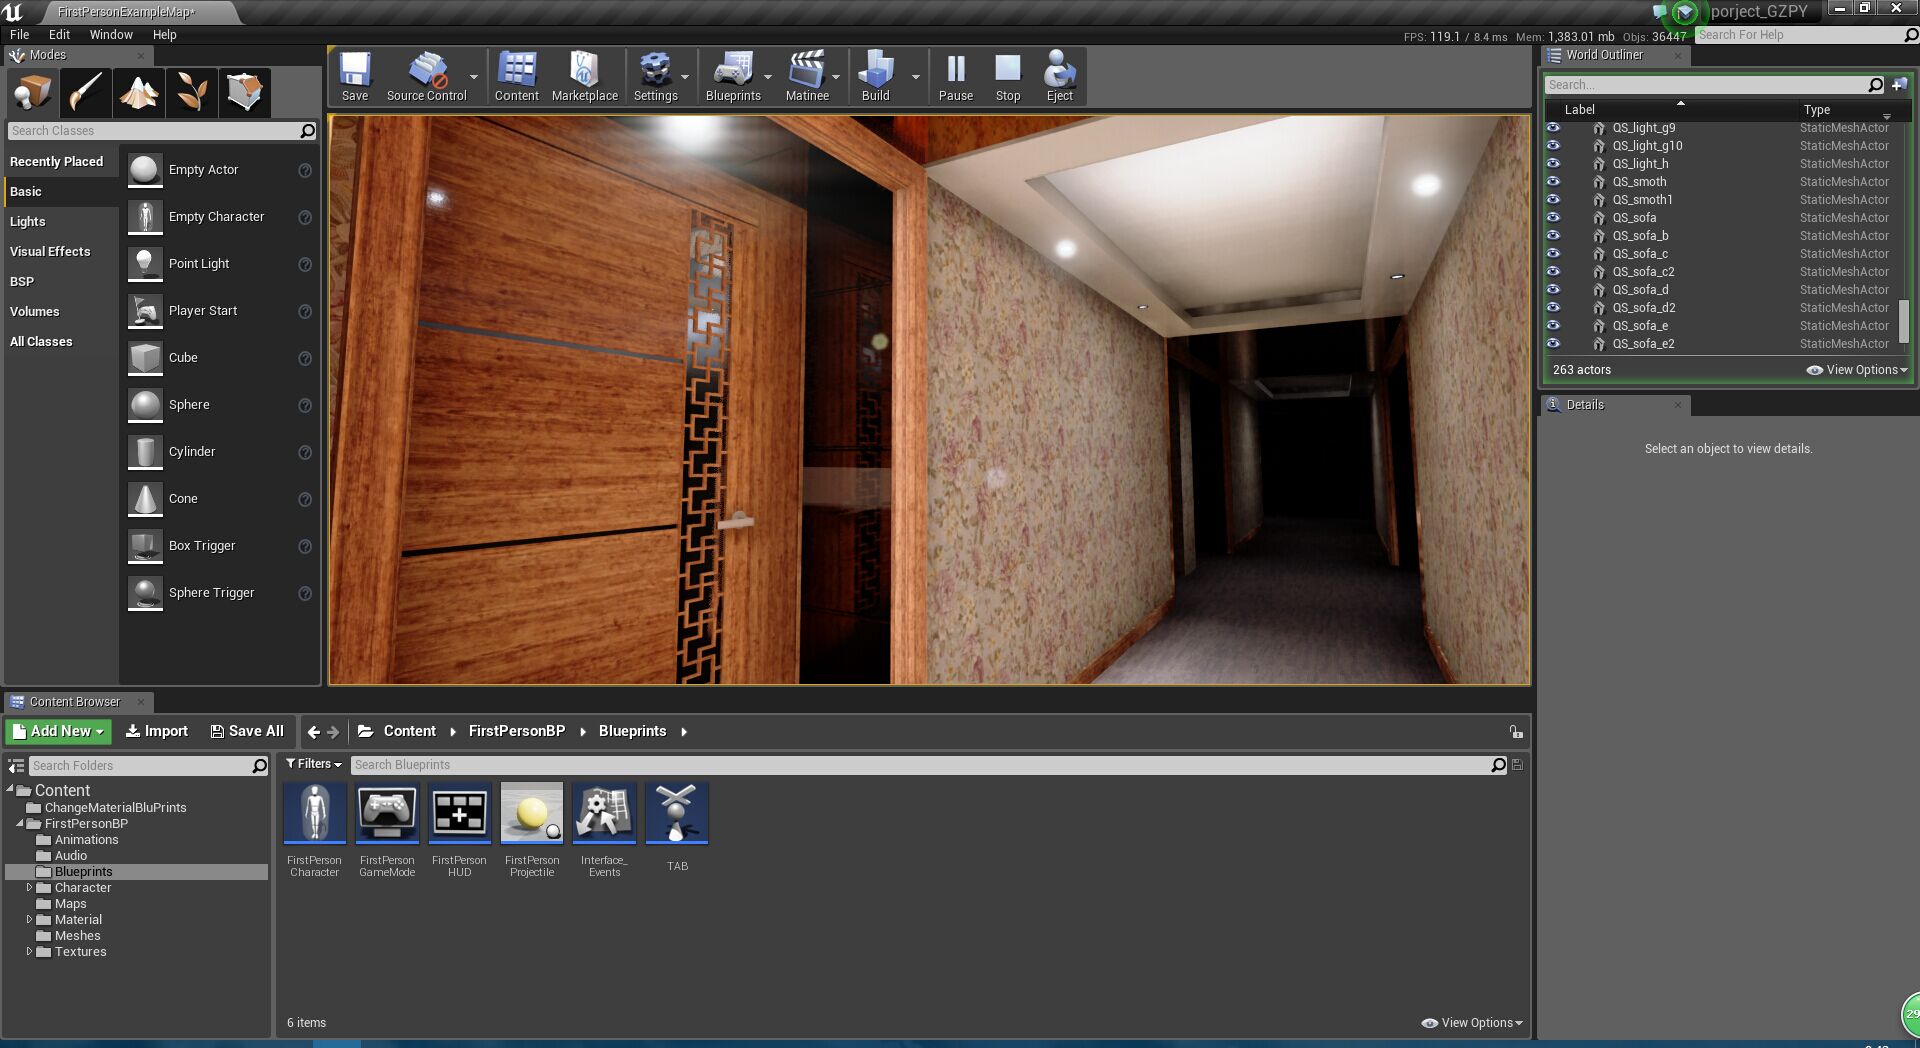 FirstPersonExampleMap*
porject_GZPY
File Edit Window Help
FPS: 119.1 / 8.4 ms Mem: 1,383.01 mb Objs: 36447
Search For Help
Modes
Search Classes
Recently Placed
Basic
Lights
Visual Effects
BSP
Volumes
All Classes
Empty Actor
Empty Character
Point Light
Player Start
Cube
Sphere
Cylinder
Cone
Box Trigger
Sphere Trigger
Save Source Control Content Marketplace Settings Blueprints Matinee Build Pause Stop Eject
World Outliner
Search...
Label Type
QS_light_g9 StaticMeshActor
QS_light_g10 StaticMeshActor
QS_light_h StaticMeshActor
QS_smoth StaticMeshActor
QS_smoth1 StaticMeshActor
QS_sofa StaticMeshActor
QS_sofa_b StaticMeshActor
QS_sofa_c StaticMeshActor
QS_sofa_c2 StaticMeshActor
QS_sofa_d StaticMeshActor
QS_sofa_d2 StaticMeshActor
QS_sofa_e StaticMeshActor
QS_sofa_e2 StaticMeshActor
263 actors View Options
Details
Select an object to view details.
Content Browser
Add New Import Save All Content FirstPersonBP Blueprints
Search Folders
Content
ChangeMaterialBluPrints
FirstPersonBP
Animations
Audio
Blueprints
Character
Maps
Material
Meshes
Textures
Filters Search Blueprints
FirstPerson
Character
FirstPerson
GameMode
FirstPerson
HUD
FirstPerson
Projectile
Interface_
Events
TAB
6 items View Options
29